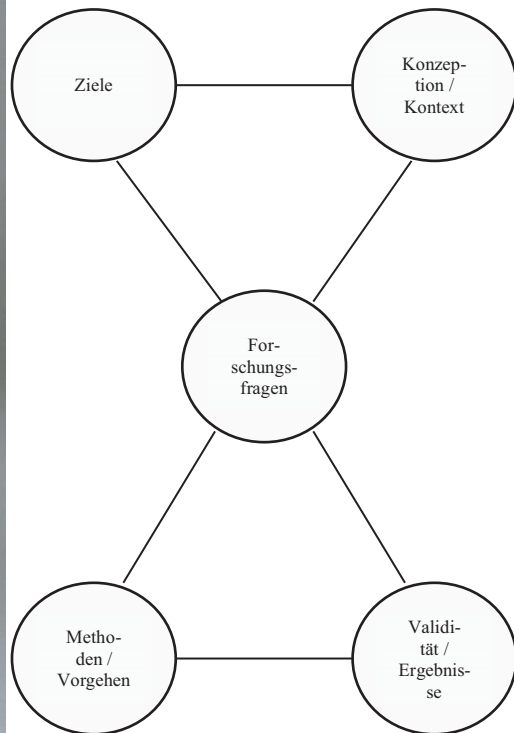 Ziele
Konzep-
tion /
Kontext
For-
schungs-
fragen
Metho-
den /
Vorgehen
Validi-
tät /
Ergebnis-
se